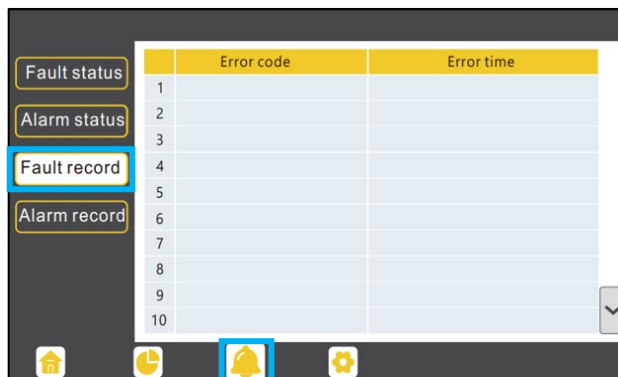 Fault status
Alarm status
Fault record
Alarm record
Error code Error time
1
2
3
4
5
6
7
8
9
10